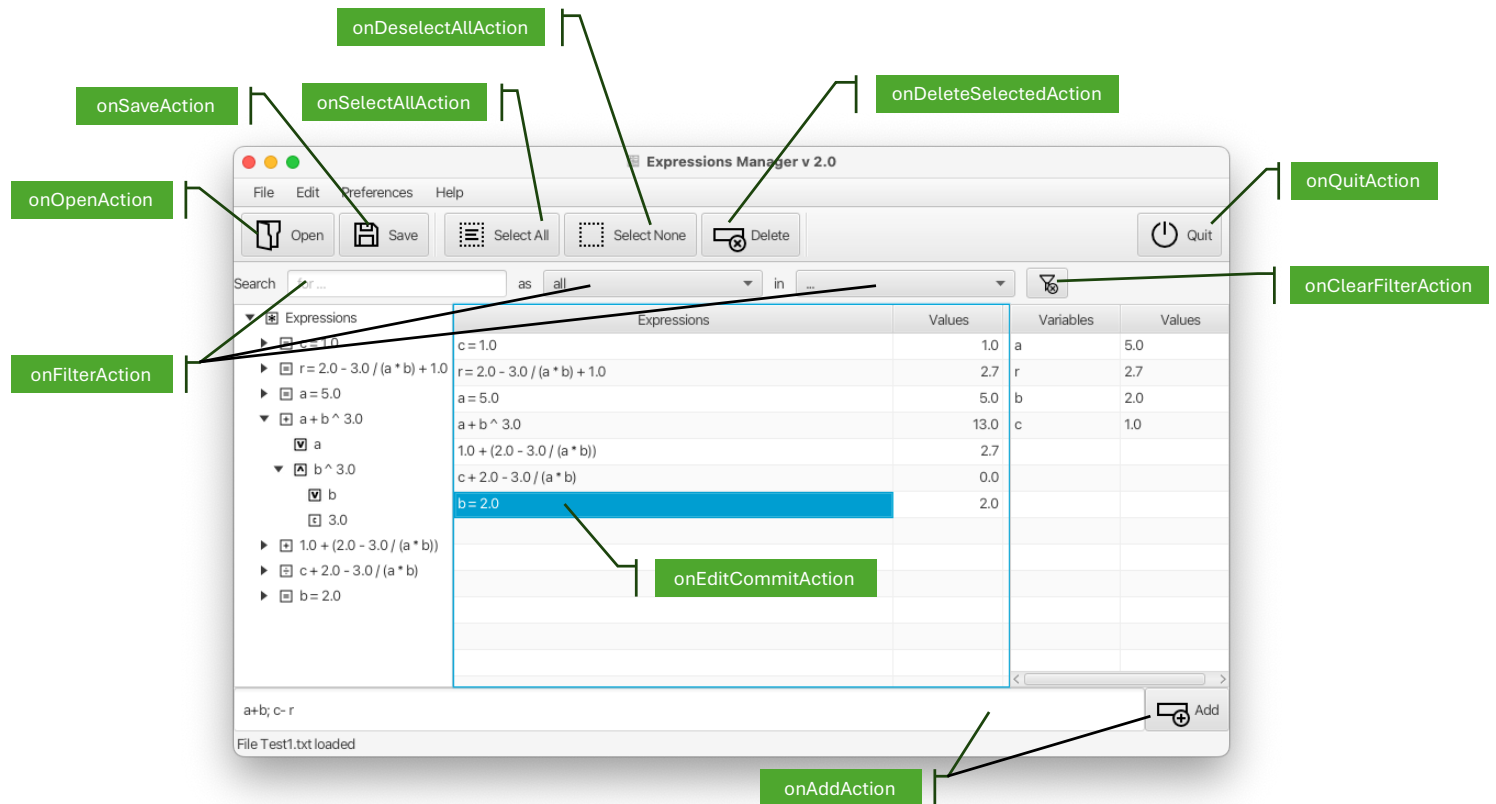 onDeselectAllAction
onSaveAction
onSelectAllAction
onDeleteSelectedAction
Expressions Manager v 2.0
onOpenAction
onQuitAction
File Edit Preferences Help
Open Save Select All Select None Delete Quit
Search for ... as all in ...
onClearFilterAction
onFilterAction
Expressions
c = 1.0
r = 2.0 - 3.0 / (a * b) + 1.0
a = 5.0
a + b ^ 3.0
a
b ^ 3.0
b
3.0
1.0 + (2.0 - 3.0 / (a * b))
c + 2.0 - 3.0 / (a * b)
b = 2.0
Expressions Values
c = 1.0 1.0
r = 2.0 - 3.0 / (a * b) + 1.0 2.7
a = 5.0 5.0
a + b ^ 3.0 13.0
1.0 + (2.0 - 3.0 / (a * b)) 2.7
c + 2.0 - 3.0 / (a * b) 0.0
b = 2.0 2.0
Variables Values
a 5.0
r 2.7
b 2.0
c 1.0
onEditCommitAction
a+b; c- r
Add
File Test1.txt loaded
onAddAction